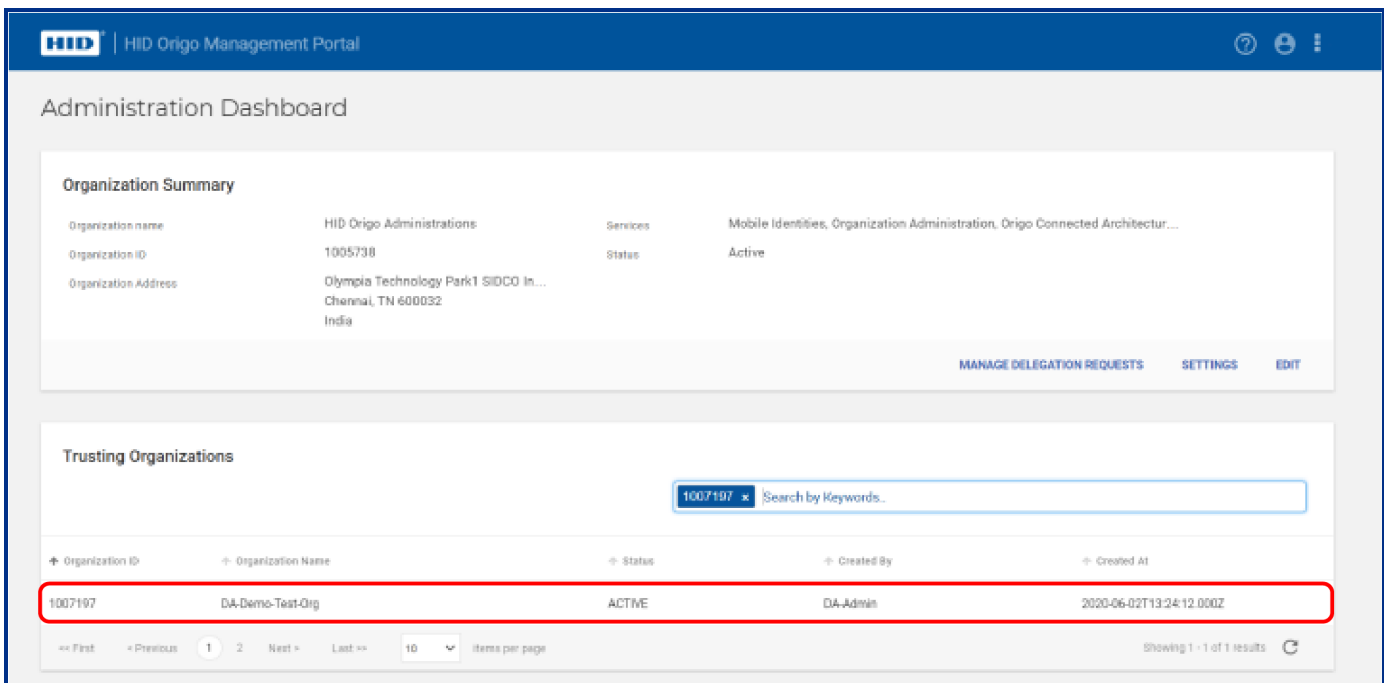 HID | HID Origo Management Portal
Administration Dashboard
Organization Summary
Organization name HID Origo Administrations Services Mobile Identities, Organization Administration, Origo Connected Architectur...
Organization ID 1005738 Status Active
Organization Address Olympia Technology Park1 SIDCO In...
Chennai, TN 600032
India
MANAGE DELEGATION REQUESTS SETTINGS EDIT
Trusting Organizations
1007197 x Search by Keywords..
Organization ID Organization Name Status Created By Created At
1007197 DA-Demo-Test-Org ACTIVE DA-Admin 2020-06-02T13:24:12.000Z
<< First < Previous 1 2 Next > Last >> 10 items per page Showing 1 - 1 of 1 results